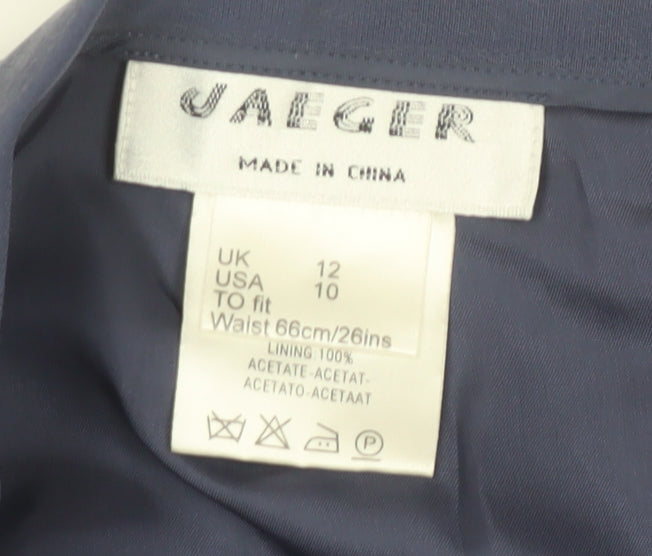 JAEGER
MADE IN CHINA
UK 12
USA 10
TO fit
Waist 66cm/26ins
LINING 100%
ACETATE-ACETAT-
ACETATO-ACETAAT
P